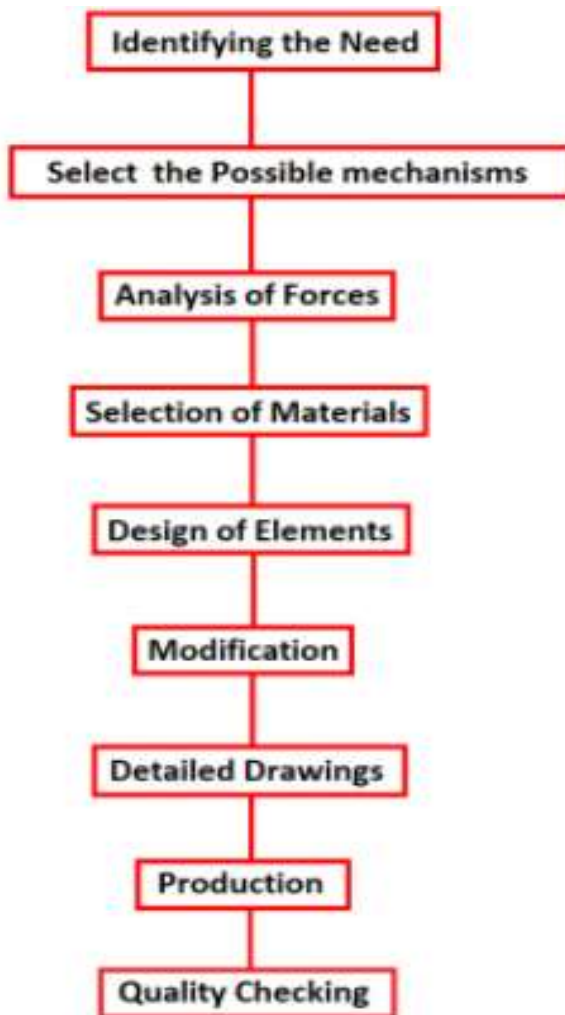 Identifying the Need
Select the Possible mechanisms
Analysis of Forces
Selection of Materials
Design of Elements
Modification
Detailed Drawings
Production
Quality Checking